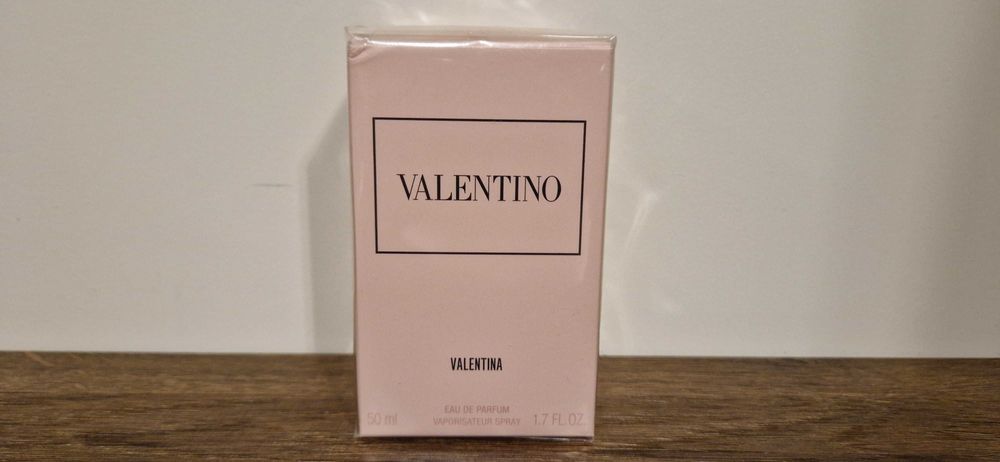 VALENTINO
VALENTINA
EAU DE PARFUM
50 ml VAPORISATEUR SPRAY 1.7 FL.OZ.